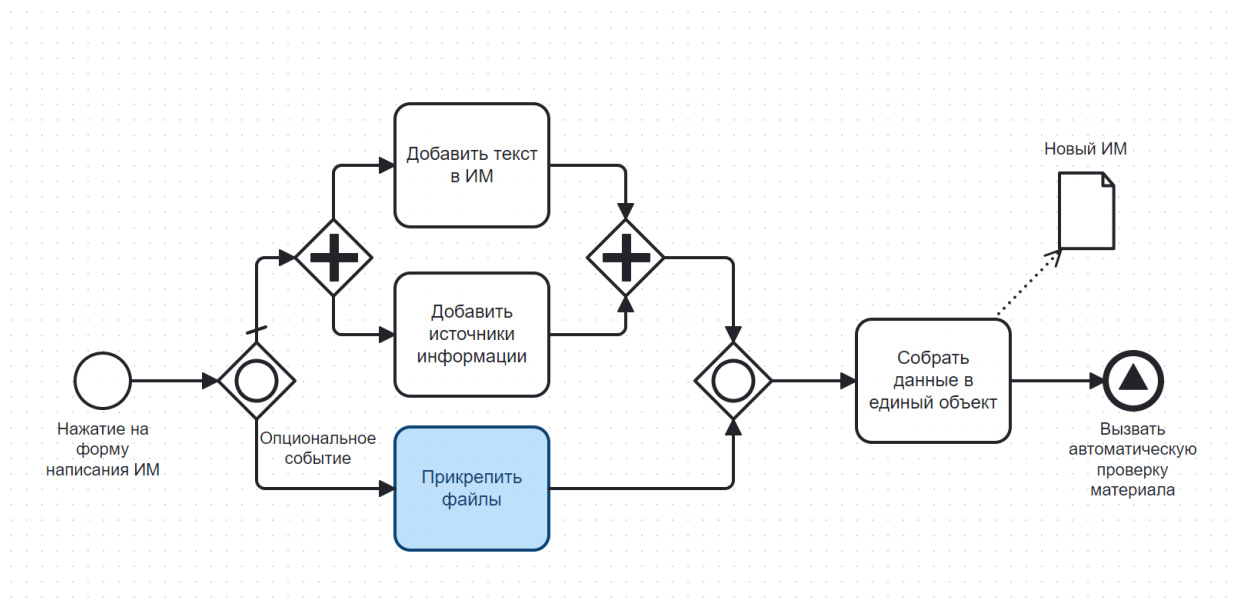 Новый ИМ
Добавить текст
в ИМ
Добавить
источники
информации
Собрать
данные в
единый объект
Нажатие на
форму
написания ИМ
Опциональное
событие
Прикрепить
файлы
Вызвать
автоматическую
проверку
материала